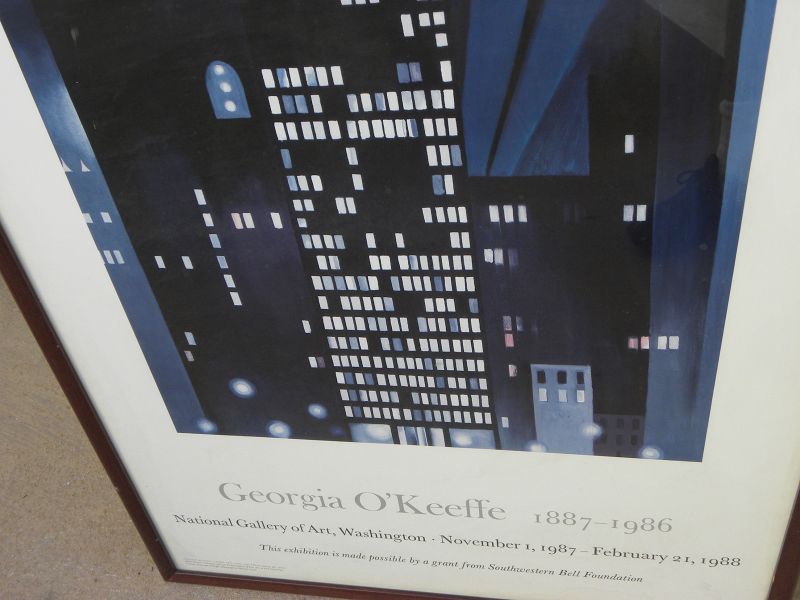 Georgia O'Keeffe 1887–1986
National Gallery of Art, Washington · November 1, 1987 – February 21, 1988
This exhibition is made possible by a grant from Southwestern Bell Foundation